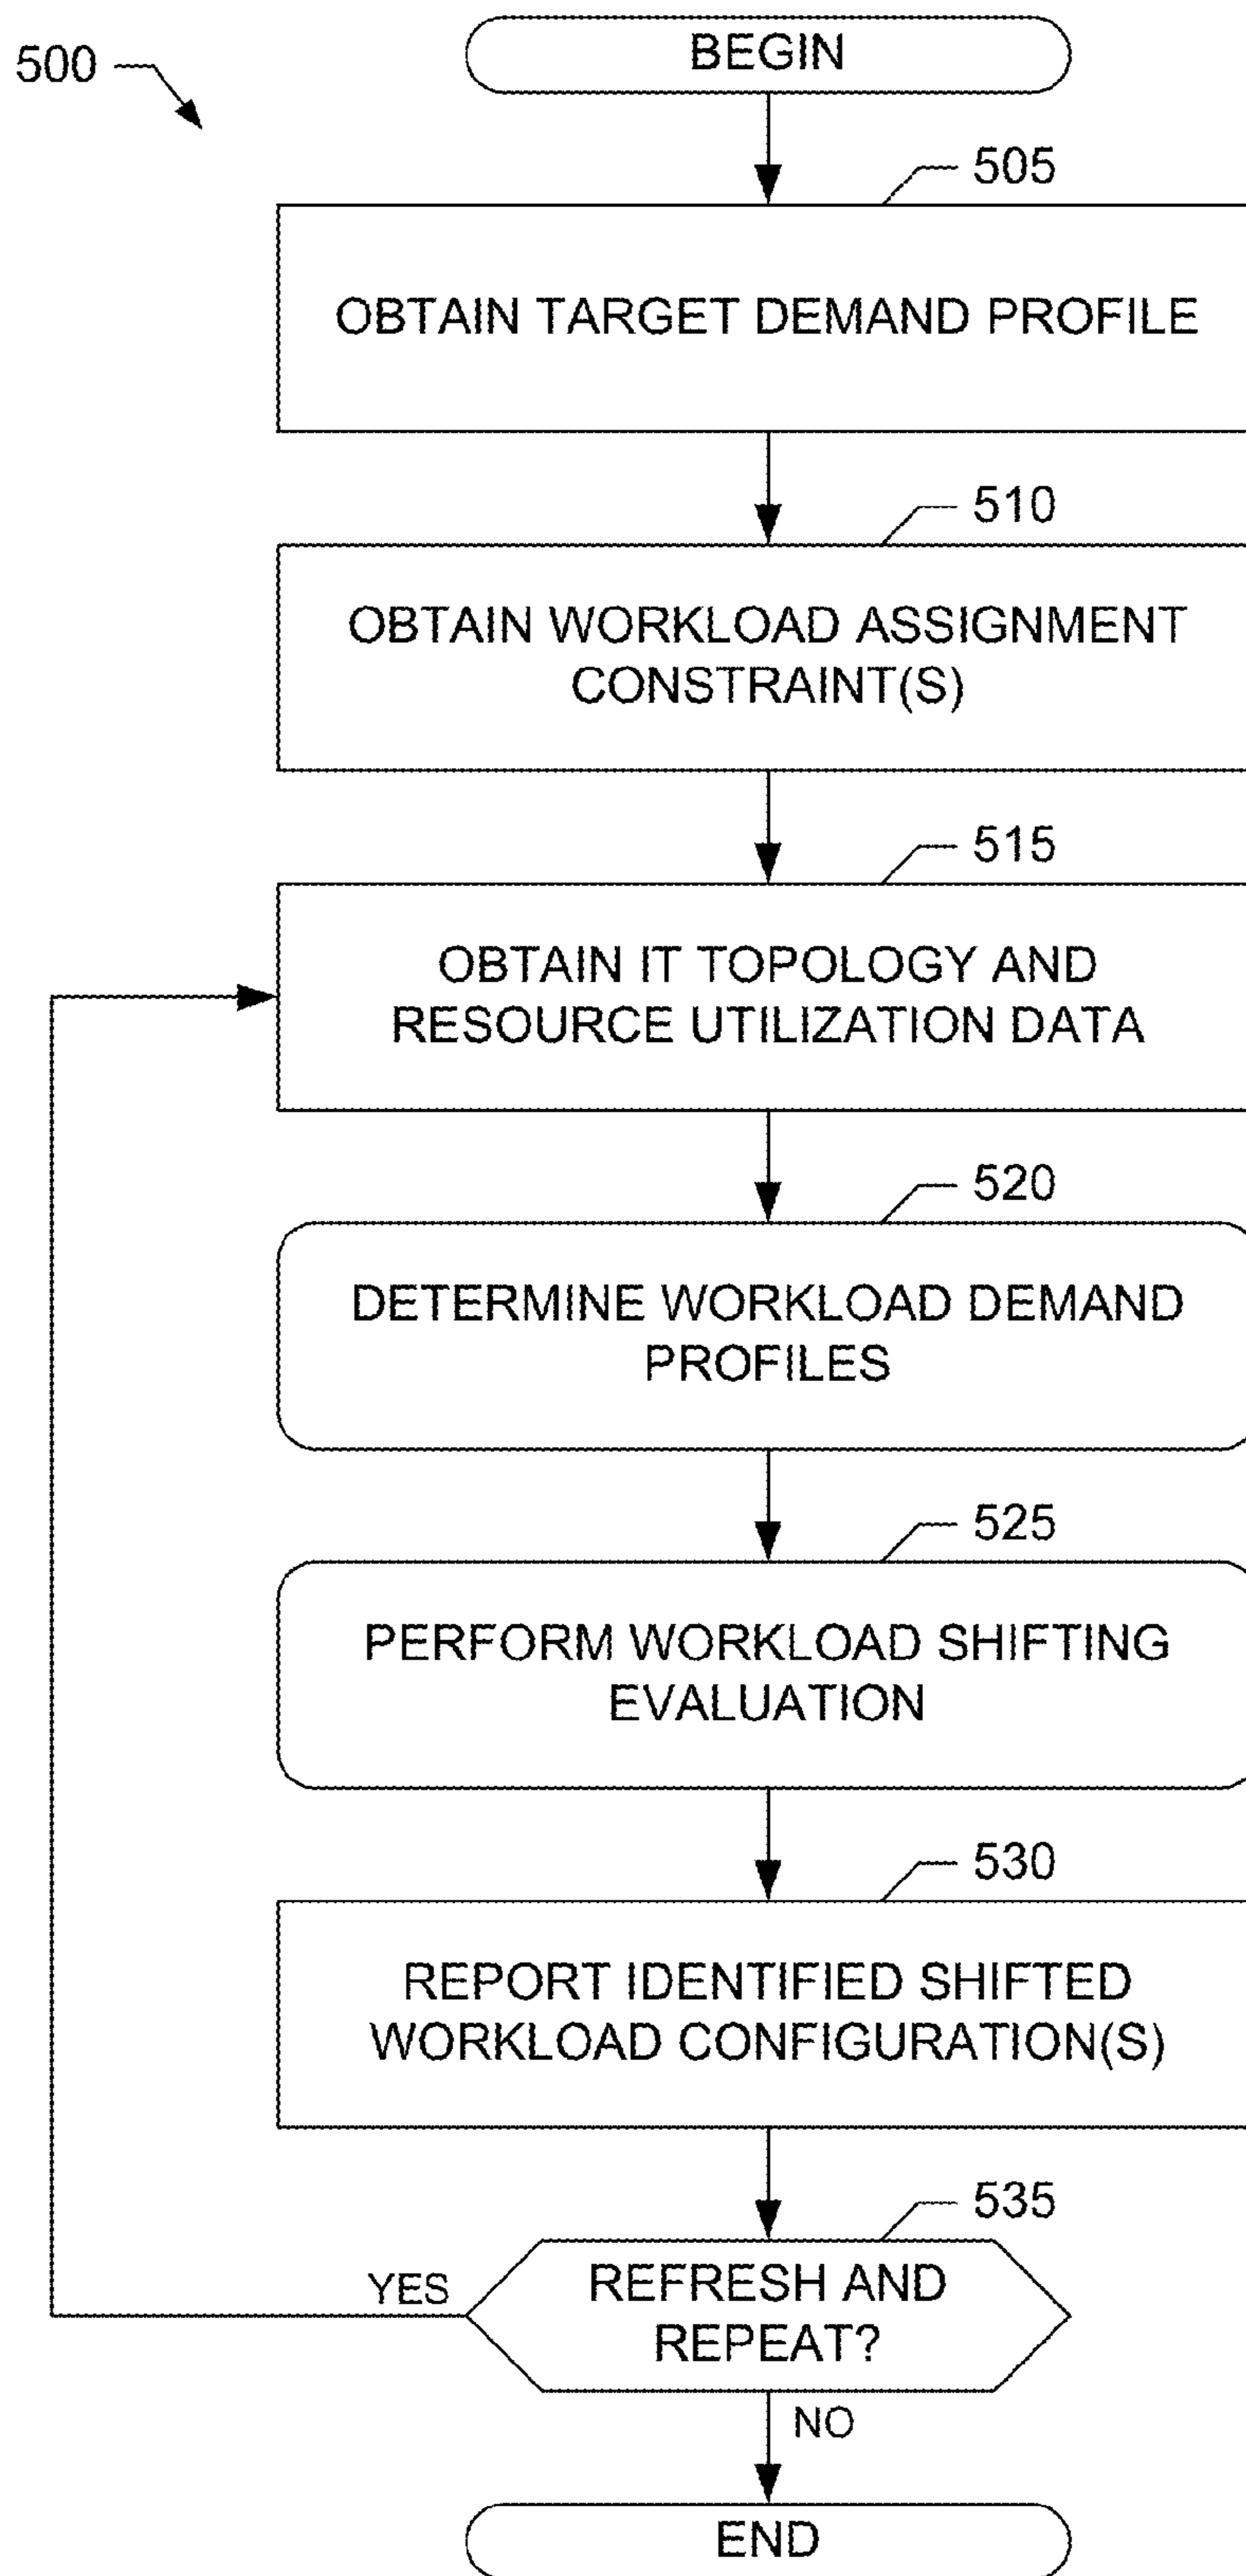 500
BEGIN
505
OBTAIN TARGET DEMAND PROFILE
510
OBTAIN WORKLOAD ASSIGNMENT
CONSTRAINT(S)
515
OBTAIN IT TOPOLOGY AND
RESOURCE UTILIZATION DATA
520
DETERMINE WORKLOAD DEMAND
PROFILES
525
PERFORM WORKLOAD SHIFTING
EVALUATION
530
REPORT IDENTIFIED SHIFTED
WORKLOAD CONFIGURATION(S)
535
YES
REFRESH AND
REPEAT?
NO
END